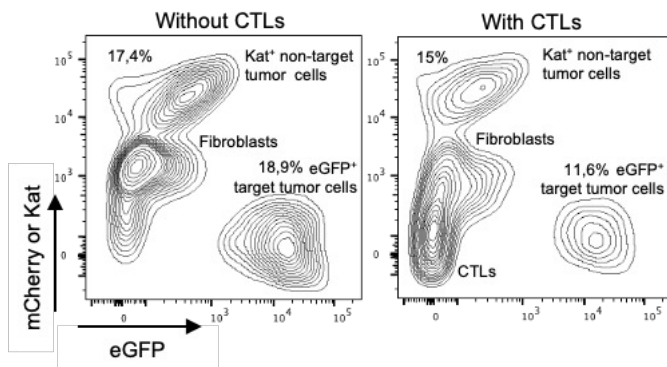 Without CTLs
17,4%
Kat⁺ non-target
tumor cells
Fibroblasts
18,9% eGFP⁺
target tumor cells
10⁵
10⁴
10³
0
0
10³
10⁴
10⁵
With CTLs
15%
Kat⁺ non-target
tumor cells
Fibroblasts
11,6% eGFP⁺
target tumor cells
CTLs
10⁵
10⁴
10³
0
0
10³
10⁴
10⁵
mCherry or Kat
eGFP